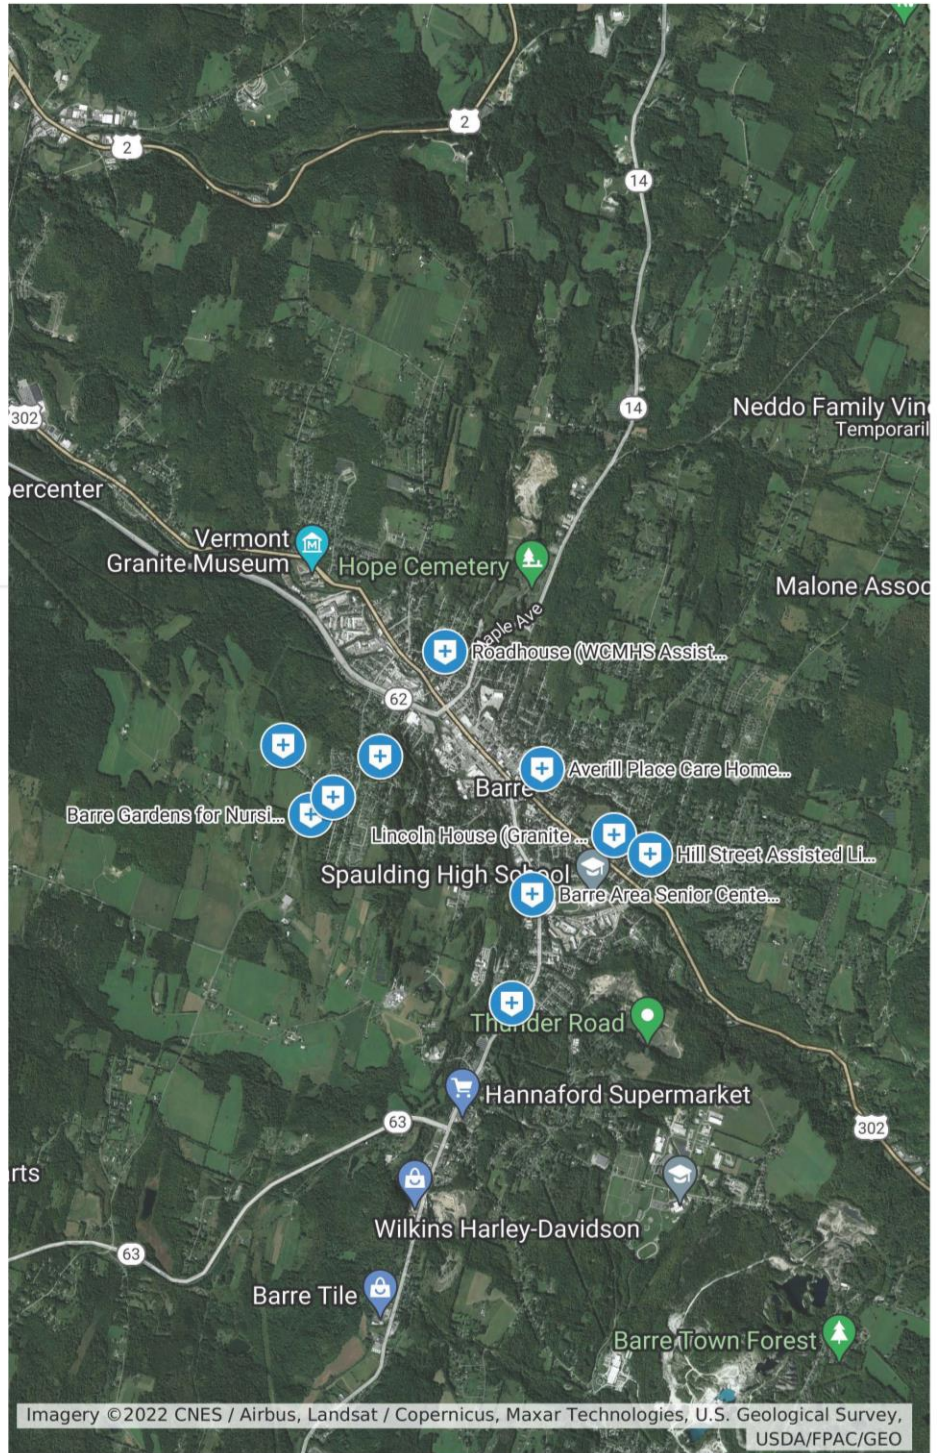 2
2
14
14
302
Neddo Family Vin
Temporaril
percenter
Vermont
Granite Museum
Hope Cemetery
Malone Assoc
aple Ave
Roadhouse (WCMHS Assist...
62
Averill Place Care Home...
Barre
Barre Gardens for Nursi...
Lincoln House (Granite ...
Hill Street Assisted Li...
Spaulding High School
Barre Area Senior Cente...
Thunder Road
Hannaford Supermarket
63
302
rts
Wilkins Harley-Davidson
63
Barre Tile
Barre Town Forest
Imagery ©2022 CNES / Airbus, Landsat / Copernicus, Maxar Technologies, U.S. Geological Survey,
USDA/FPAC/GEO